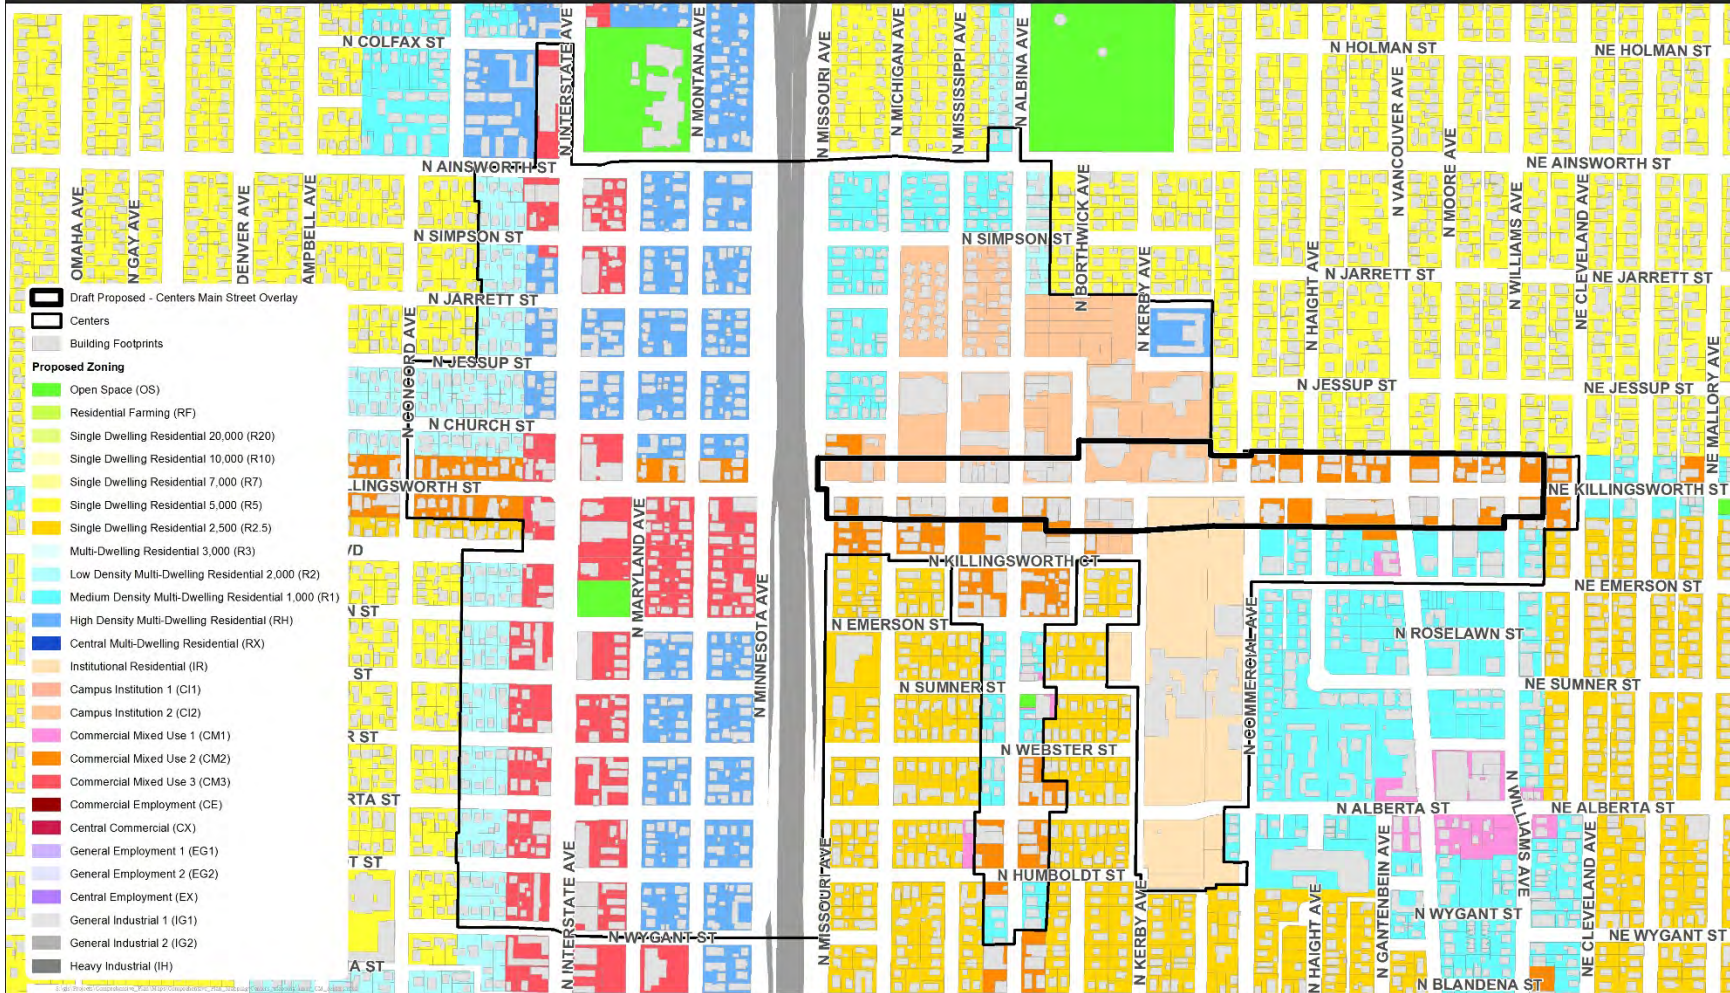 N COLFAX ST
N INTERSTATE AVE
N MONTANA AVE
N MISSOURI AVE
N MICHIGAN AVE
N MISSISSIPPI AVE
N ALBINA AVE
N HOLMAN ST
NE HOLMAN ST
N VANCOUVER AVE
N MOORE AVE
N AINSWORTH ST
NE AINSWORTH ST
OMAHA AVE
N GAY AVE
DENVER AVE
AMPBELL AVE
N SIMPSON ST
N SIMPSON ST
N BORTHWICK AVE
N KERBY AVE
N HAIGHT AVE
N JARRETT ST
N WILLIAMS AVE
NE CLEVELAND AVE
NE JARRETT ST
N JARRETT ST
N CONCORD AVE
N JESSUP ST
N JESSUP ST
NE JESSUP ST
NE MALLORY AVE
N CHURCH ST
LLINGSWORTH ST
NE KILLINGSWORTH ST
Draft Proposed - Centers Main Street Overlay
Centers
Building Footprints
Proposed Zoning
Open Space (OS)
Residential Farming (RF)
Single Dwelling Residential 20,000 (R20)
Single Dwelling Residential 10,000 (R10)
Single Dwelling Residential 7,000 (R7)
Single Dwelling Residential 5,000 (R5)
Single Dwelling Residential 2,500 (R2.5)
Multi-Dwelling Residential 3,000 (R3)
Low Density Multi-Dwelling Residential 2,000 (R2)
Medium Density Multi-Dwelling Residential 1,000 (R1)
High Density Multi-Dwelling Residential (RH)
Central Multi-Dwelling Residential (RX)
Institutional Residential (IR)
Campus Institution 1 (CI1)
Campus Institution 2 (CI2)
Commercial Mixed Use 1 (CM1)
Commercial Mixed Use 2 (CM2)
Commercial Mixed Use 3 (CM3)
Commercial Employment (CE)
Central Commercial (CX)
General Employment 1 (EG1)
General Employment 2 (EG2)
Central Employment (EX)
General Industrial 1 (IG1)
General Industrial 2 (IG2)
Heavy Industrial (IH)
VD
N ST
ST
R ST
RTA ST
T ST
A ST
N MARYLAND AVE
N MINNESOTA AVE
N KILLINGSWORTH CT
NE EMERSON ST
N EMERSON ST
N ROSELAWN ST
N COMMERCIAL AVE
N SUMNER ST
NE SUMNER ST
N WEBSTER ST
N WILLIAMS AVE
N ALBERTA ST
NE ALBERTA ST
N INTERSTATE AVE
N MISSOURI AVE
N HUMBOLDT ST
N KERBY AVE
N HAIGHT AVE
N GANTENBEIN AVE
NE CLEVELAND AVE
N WYGANT ST
N WYGANT ST
NE WYGANT ST
N BLANDENA ST